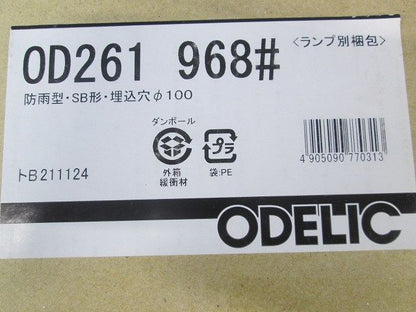 OD261 968#
〈ランプ別梱包〉
防雨型・SB形・埋込穴φ100
ダンボール
外箱
緩衝材
プラ
袋:PE
4 905090 770313
トB211124
ODELIC